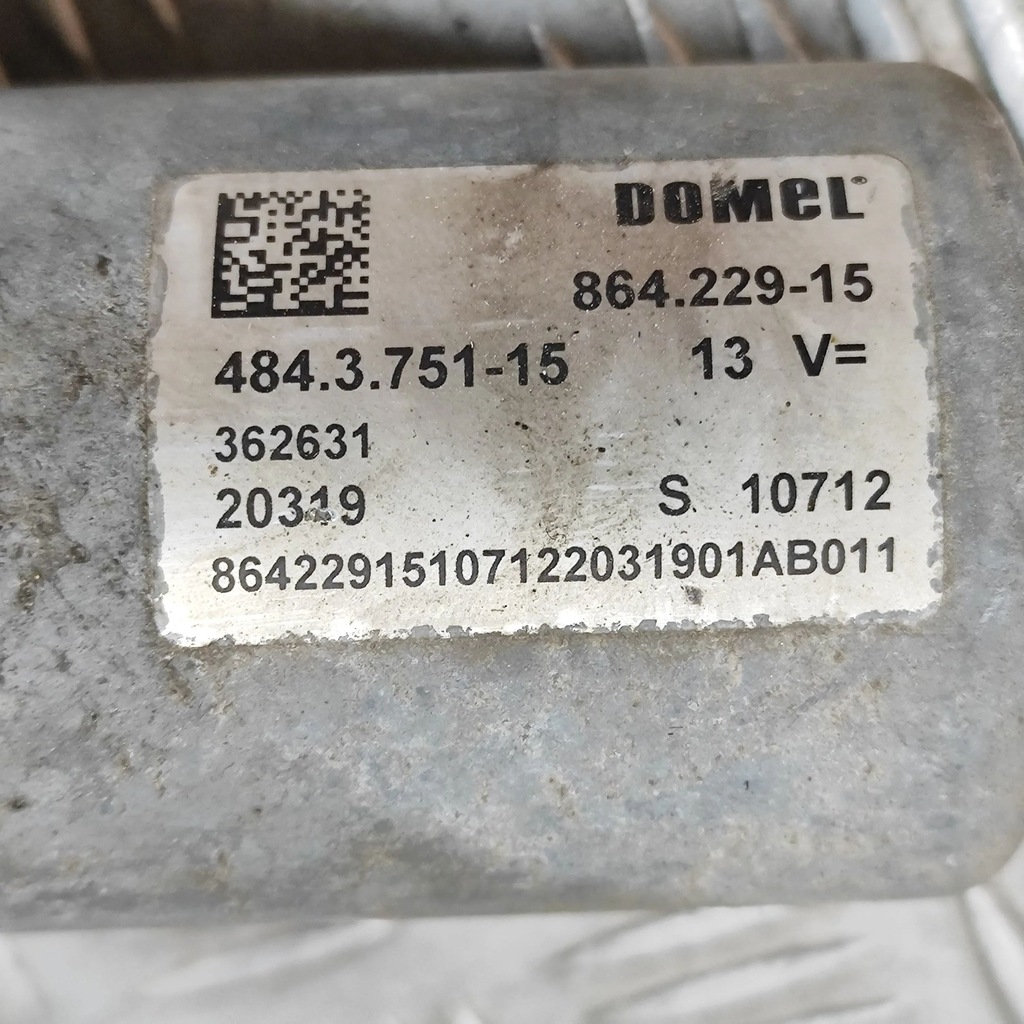 DOMEL®
864.229-15
484.3.751-15 13 V=
362631
20319 S 10712
86422915107122031901AB011